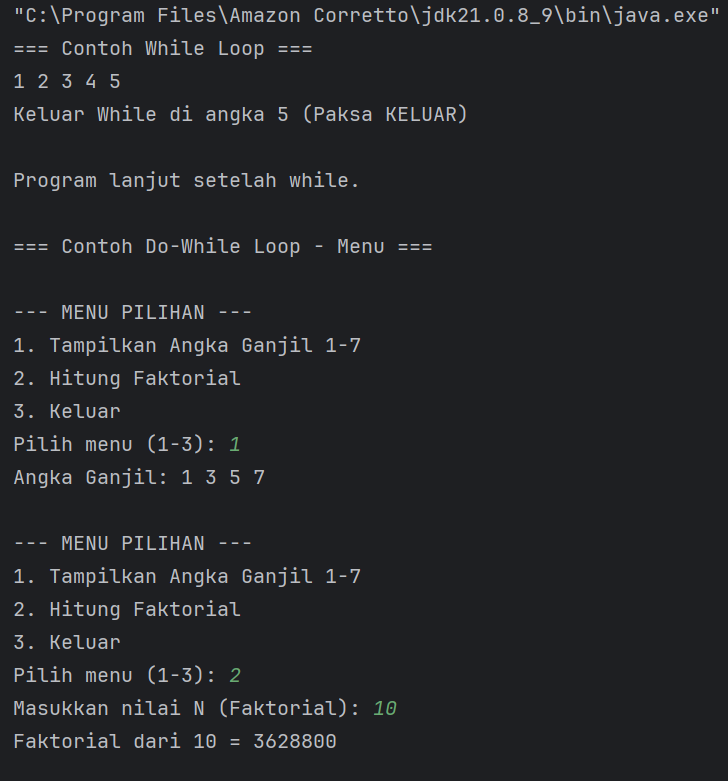 "C:\Program Files\Amazon Corretto\jdk21.0.8_9\bin\java.exe"
=== Contoh While Loop ===
1 2 3 4 5
Keluar While di angka 5 (Paksa KELUAR)
Program lanjut setelah while.
=== Contoh Do-While Loop - Menu ===
--- MENU PILIHAN ---
1. Tampilkan Angka Ganjil 1-7
2. Hitung Faktorial
3. Keluar
Pilih menu (1-3): 1
Angka Ganjil: 1 3 5 7
--- MENU PILIHAN ---
1. Tampilkan Angka Ganjil 1-7
2. Hitung Faktorial
3. Keluar
Pilih menu (1-3): 2
Masukkan nilai N (Faktorial): 10
Faktorial dari 10 = 3628800